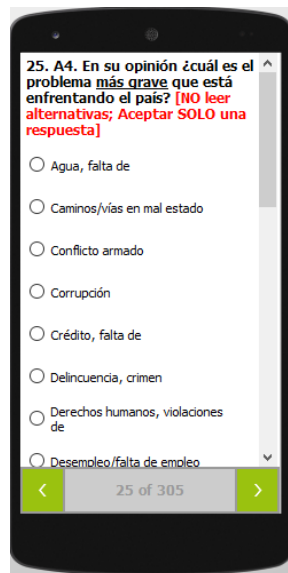 25. A4. En su opinión ¿cuál es el
problema más grave que está
enfrentando el país? [NO leer
alternativas; Aceptar SOLO una
respuesta]
Agua, falta de
Caminos/vías en mal estado
Conflicto armado
Corrupción
Crédito, falta de
Delincuencia, crimen
Derechos humanos, violaciones
de
Desempleo/falta de empleo
25 of 305